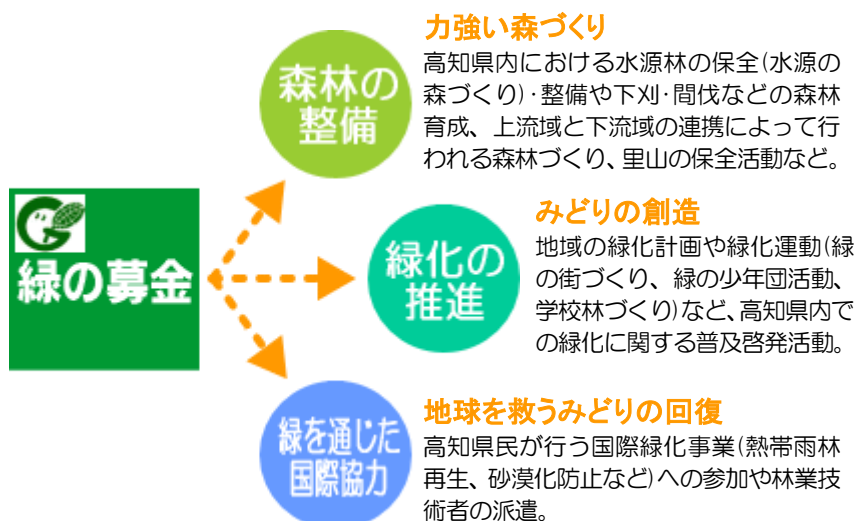 力強い森づくり
森林の
整備
高知県内における水源林の保全(水源の
森づくり)・整備や下刈・間伐などの森林
育成、上流域と下流域の連携によって行
われる森林づくり、里山の保全活動など。
緑の募金
みどりの創造
緑化の
推進
地域の緑化計画や緑化運動(緑
の街づくり、緑の少年団活動、
学校林づくり)など、高知県内で
の緑化に関する普及啓発活動。
地球を救うみどりの回復
緑を通じた
国際協力
高知県民が行う国際緑化事業(熱帯雨林
再生、砂漠化防止など)への参加や林業技
術者の派遣。